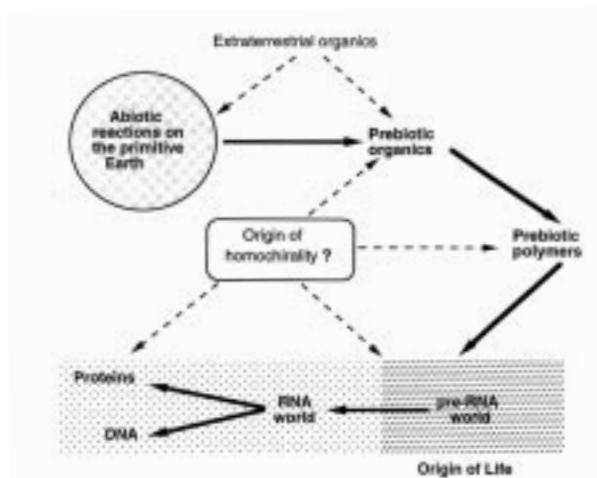 Extraterrestrial organics
Abiotic
reactions on
the primitive
Earth
Prebiotic
organics
Origin of
homochirality ?
Prebiotic
polymers
Proteins
RNA
world
pre-RNA
world
DNA
Origin of Life